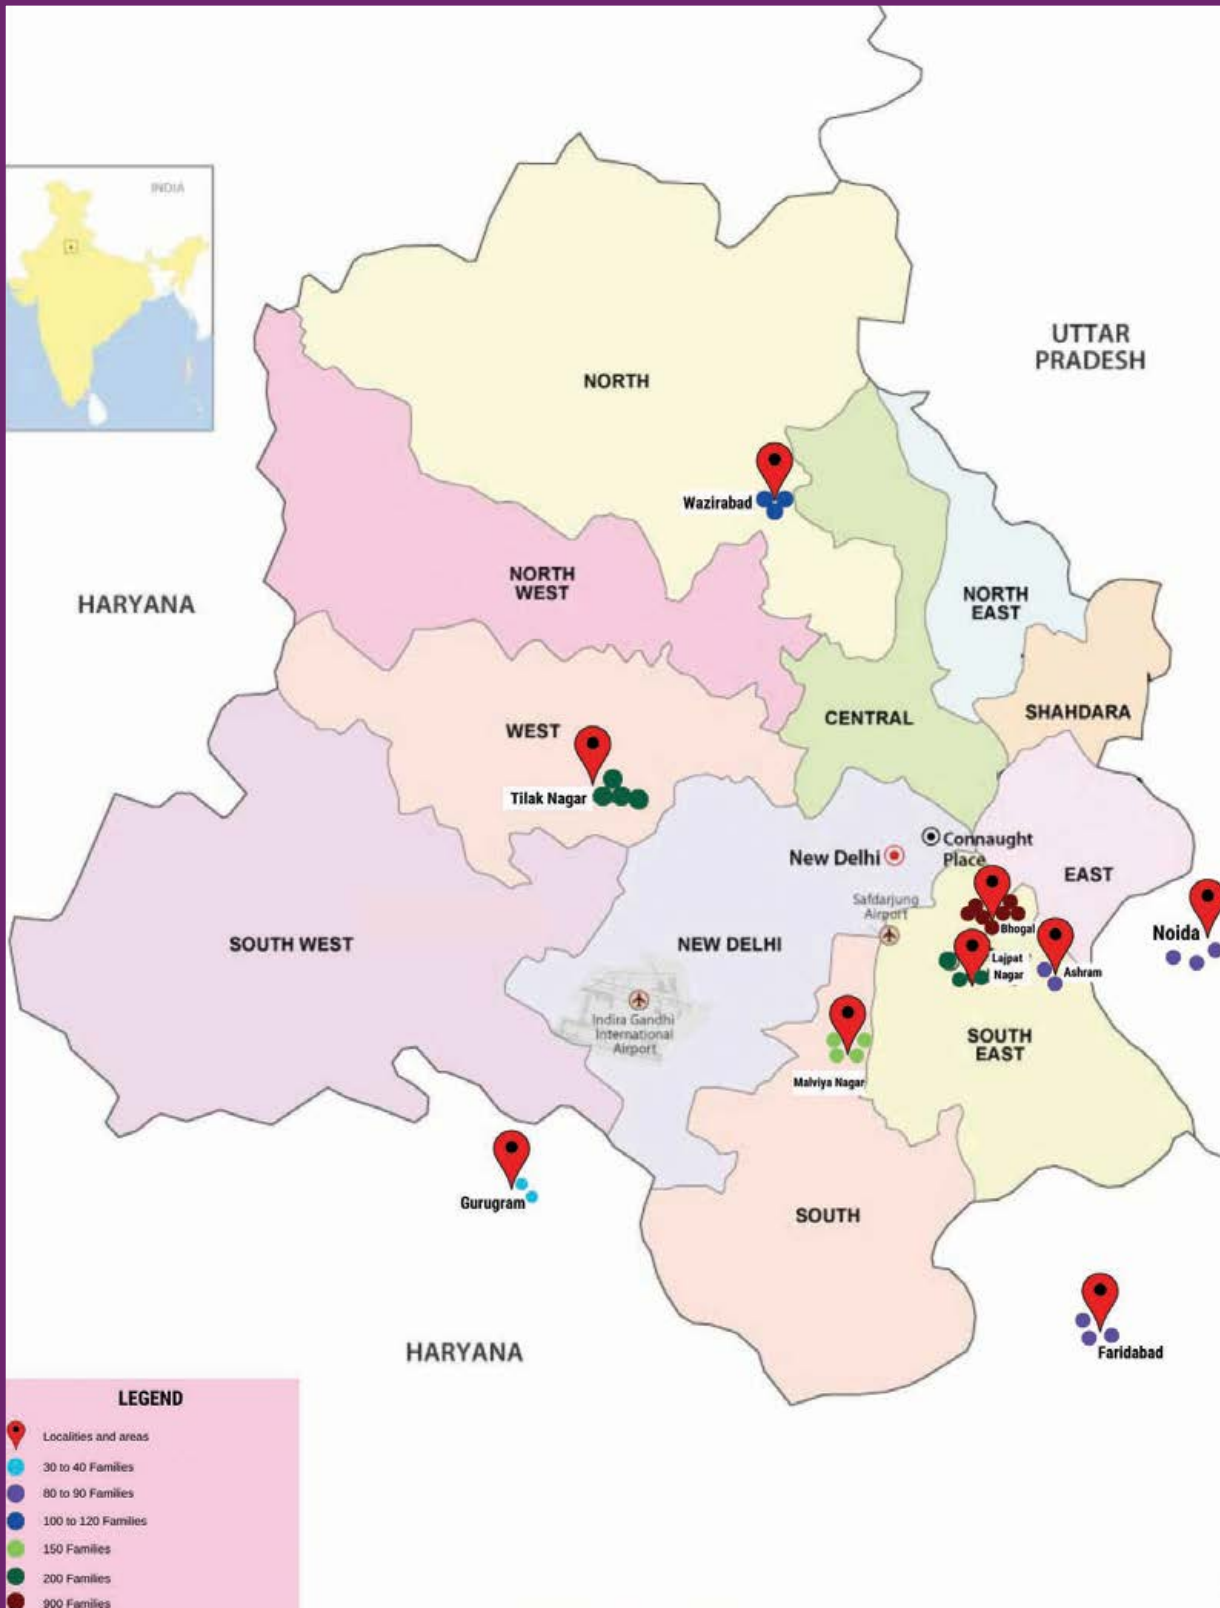 INDIA
UTTAR
PRADESH
NORTH
Wazirabad
HARYANA
NORTH
WEST
NORTH
EAST
SHAHDARA
CENTRAL
WEST
Tilak Nagar
Connaught
Place
New Delhi
EAST
Safdarjung
Airport
Bhogal
Noida
SOUTH WEST
NEW DELHI
Lajpat
Nagar
Ashram
Indira Gandhi
International
Airport
SOUTH
EAST
Malviya Nagar
Gurugram
SOUTH
HARYANA
Faridabad
LEGEND
Localities and areas
30 to 40 Families
80 to 90 Families
100 to 120 Families
150 Families
200 Families
900 Families